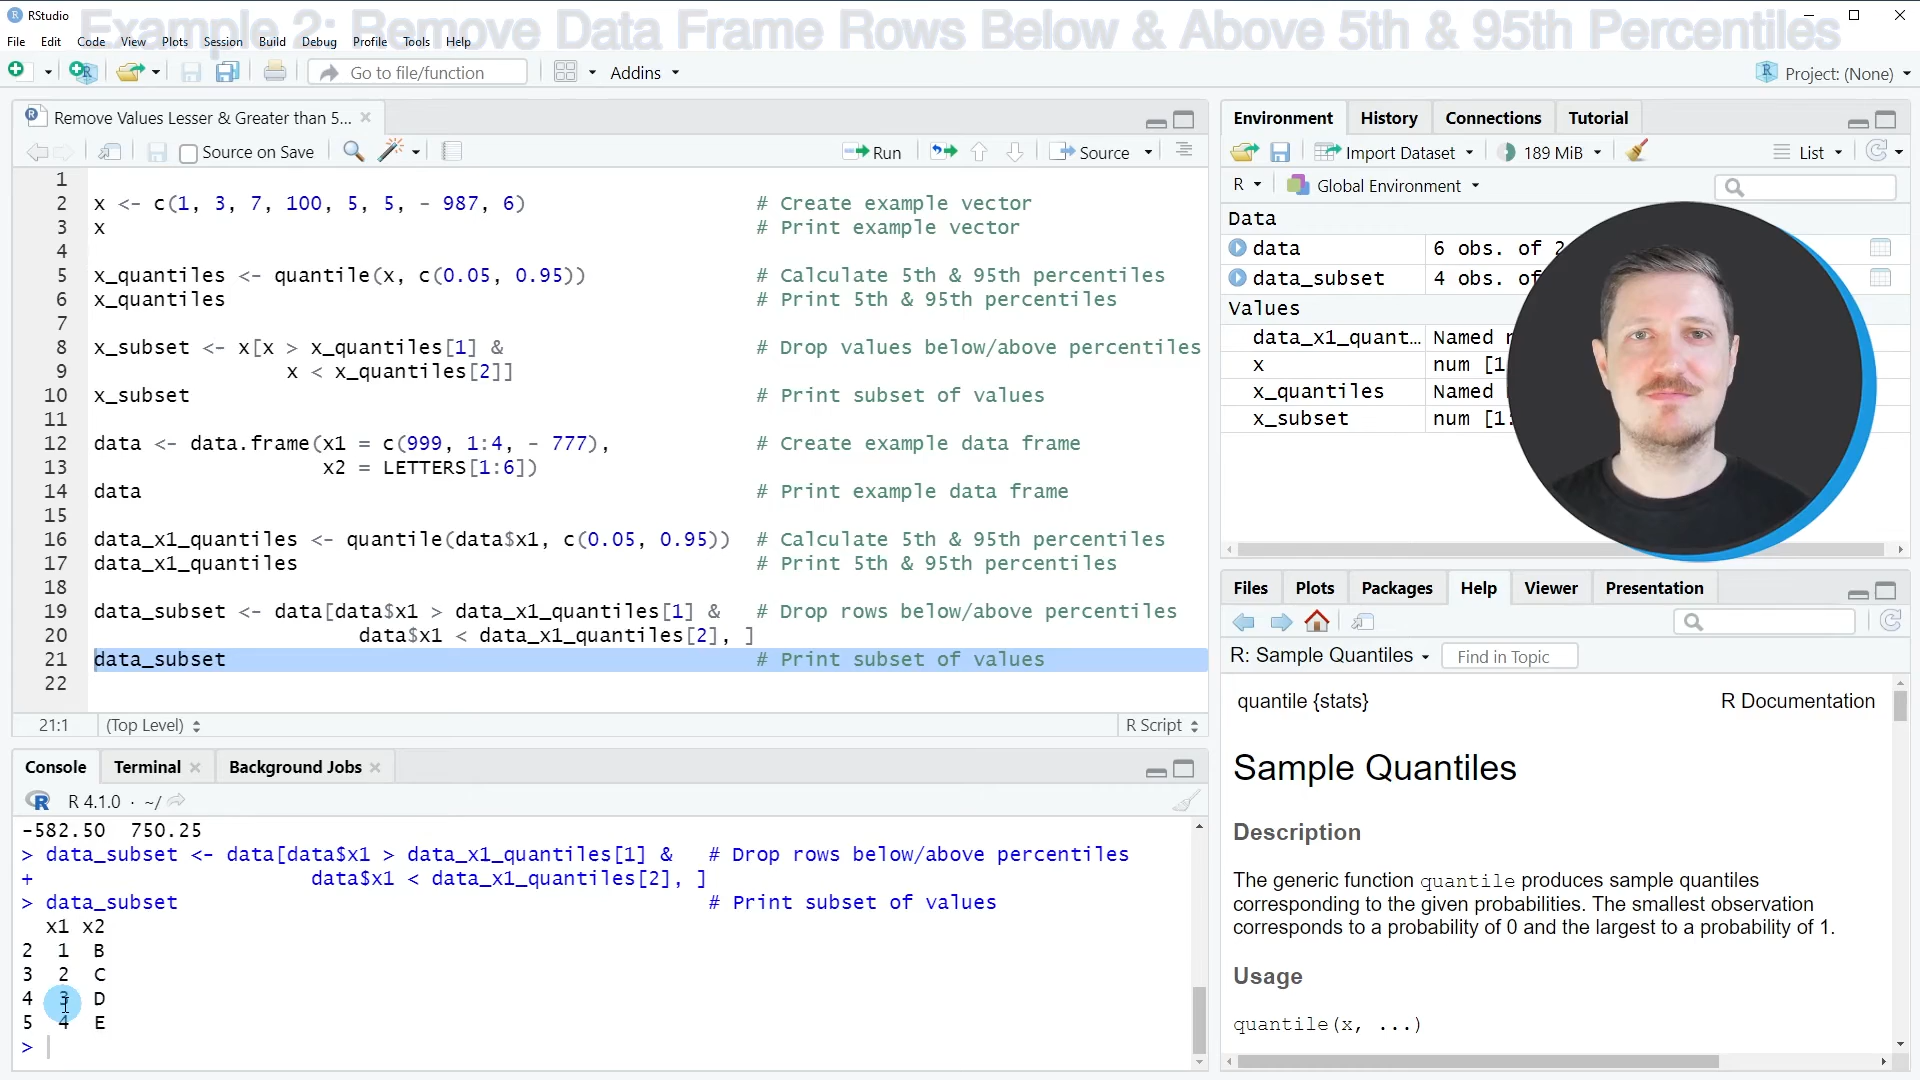 RStudio
Example 2: Remove Data Frame Rows Below & Above 5th & 95th Percentiles
File Edit Code View Plots Session Build Debug Profile Tools Help
Go to file/function Addins Project: (None)
Remove Values Lesser & Greater than 5...
Source on Save Run Source
1
2 x <- c(1, 3, 7, 100, 5, 5, - 987, 6) # Create example vector
3 x # Print example vector
4
5 x_quantiles <- quantile(x, c(0.05, 0.95)) # Calculate 5th & 95th percentiles
6 x_quantiles # Print 5th & 95th percentiles
7
8 x_subset <- x[x > x_quantiles[1] & # Drop values below/above percentiles
9 x < x_quantiles[2]]
10 x_subset # Print subset of values
11
12 data <- data.frame(x1 = c(999, 1:4, - 777), # Create example data frame
13 x2 = LETTERS[1:6])
14 data # Print example data frame
15
16 data_x1_quantiles <- quantile(data$x1, c(0.05, 0.95)) # Calculate 5th & 95th percentiles
17 data_x1_quantiles # Print 5th & 95th percentiles
18
19 data_subset <- data[data$x1 > data_x1_quantiles[1] & # Drop rows below/above percentiles
20 data$x1 < data_x1_quantiles[2], ]
21 data_subset # Print subset of values
22
21:1 (Top Level) R Script
Console Terminal Background Jobs
R 4.1.0 · ~/
-582.50 750.25
> data_subset <- data[data$x1 > data_x1_quantiles[1] & # Drop rows below/above percentiles
+ data$x1 < data_x1_quantiles[2], ]
> data_subset # Print subset of values
x1 x2
2 1 B
3 2 C
4 3 D
5 4 E
>
Environment History Connections Tutorial
Import Dataset 189 MiB List
R Global Environment
Data
data 6 obs. of 2
data_subset 4 obs. of
Values
data_x1_quant... Named
x num [1
x_quantiles Named
x_subset num [1:
Files Plots Packages Help Viewer Presentation
R: Sample Quantiles Find in Topic
quantile {stats} R Documentation
Sample Quantiles
Description
The generic function quantile produces sample quantiles
corresponding to the given probabilities. The smallest observation
corresponds to a probability of 0 and the largest to a probability of 1.
Usage
quantile(x, ...)